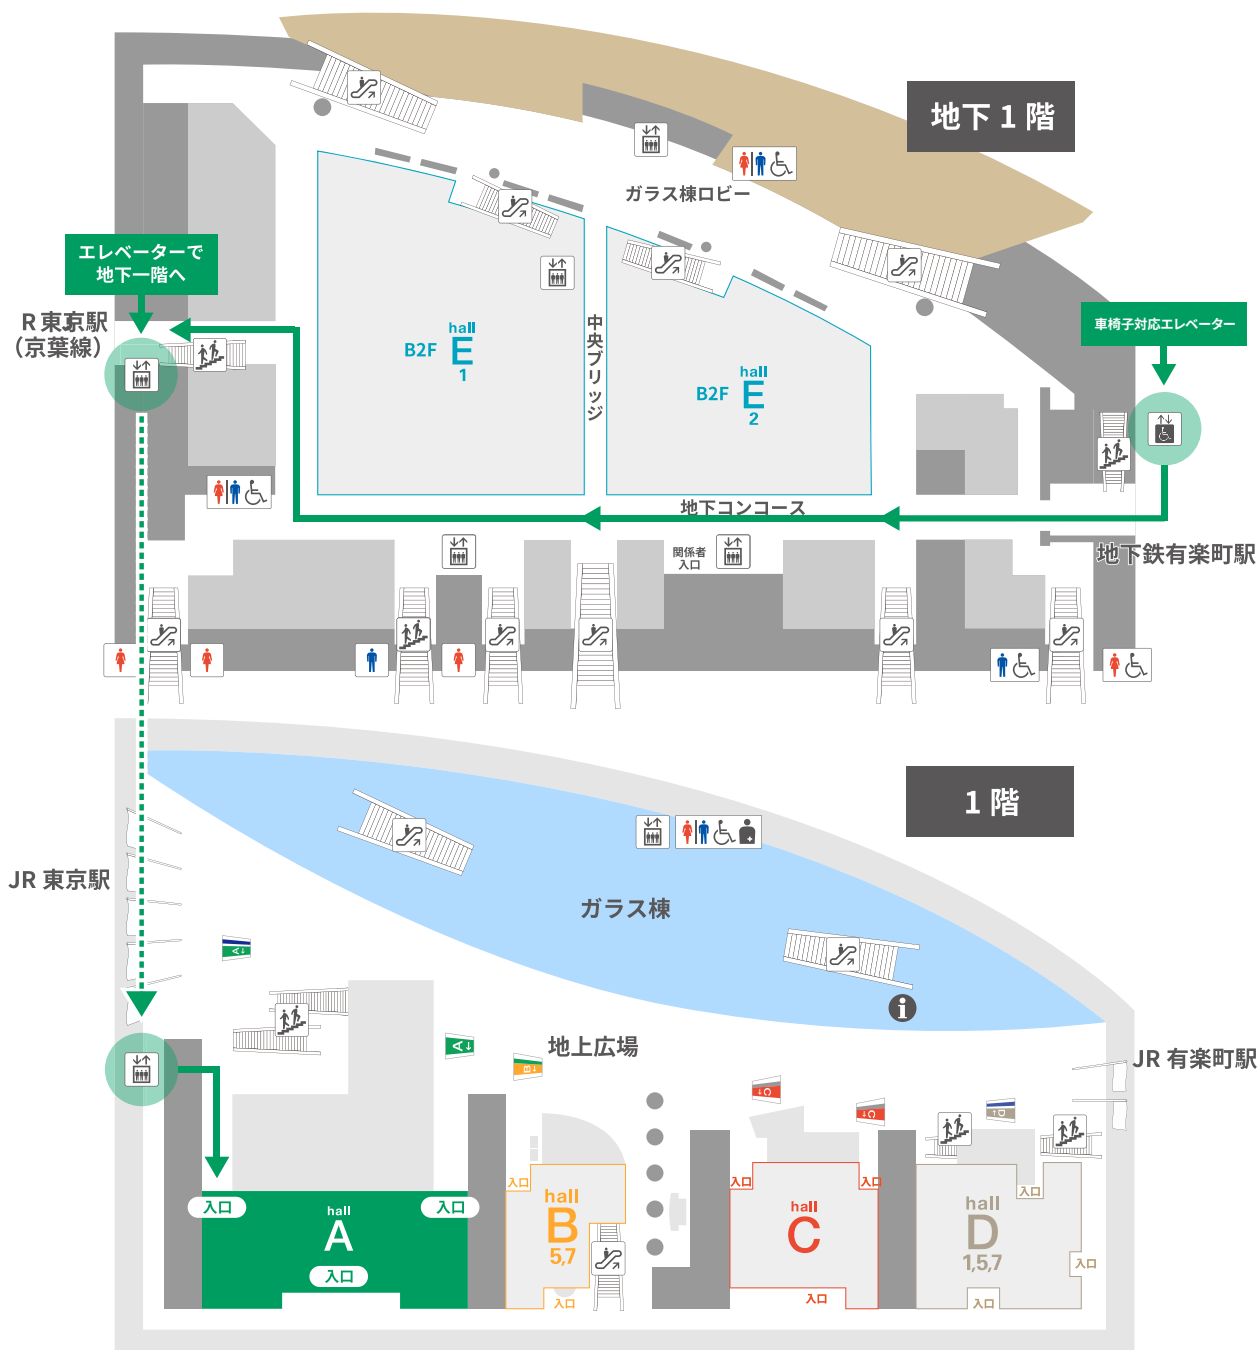 地下1階
ガラス棟ロビー
エレベーターで
地下一階へ
R 東京駅
（京葉線）
車椅子対応エレベーター
hall
B2F E
1
中央ブリッジ
hall
B2F E
2
地下コンコース
関係者
入口
地下鉄有楽町駅
1階
JR 東京駅
ガラス棟
i
A
地上広場
JR 有楽町駅
A
B
C
C
D
入口
入口
hall
A
入口
入口
hall
B
5,7
入口
入口
入口
hall
C
入口
入口
hall
D
1,5,7
入口
入口